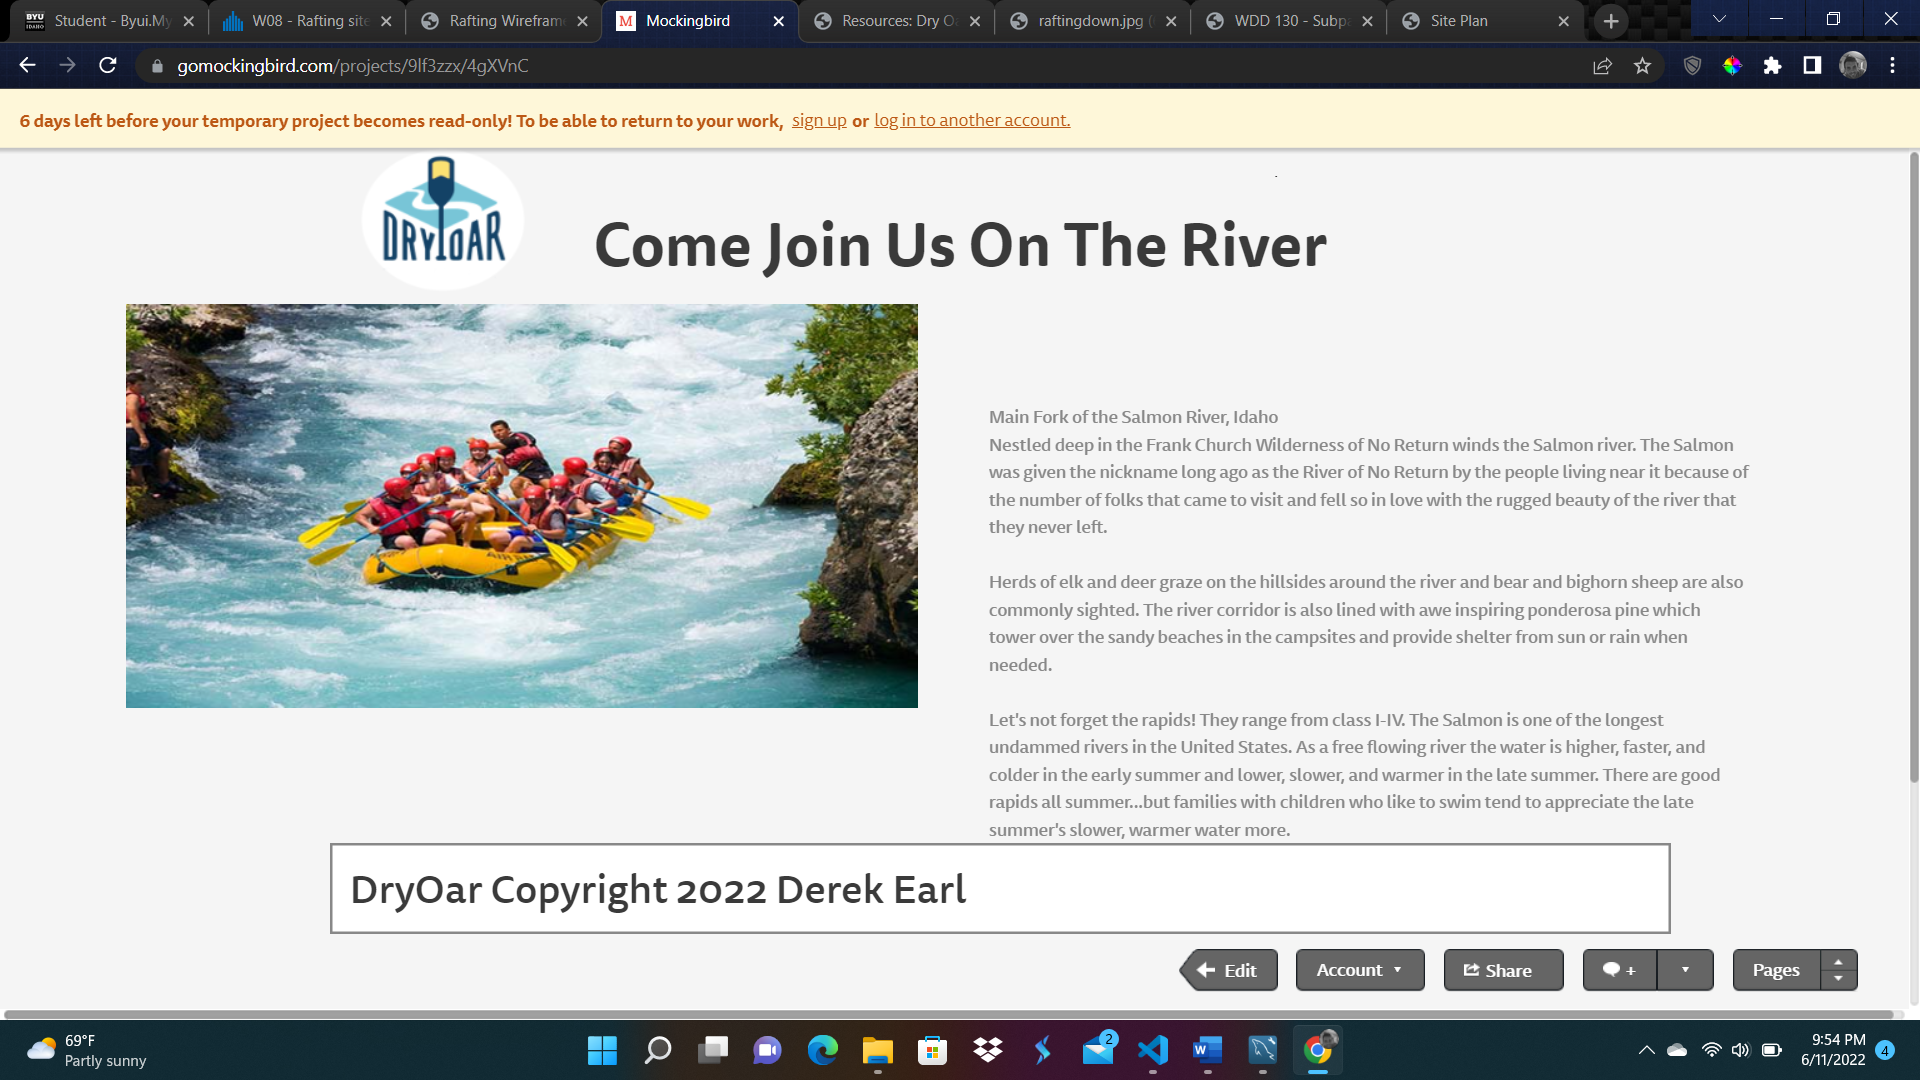 Student - Byui.My
W08 - Rafting site
Rafting Wirefram
Mockingbird
Resources: Dry Oa
raftingdown.jpg (
WDD 130 - Subpa
Site Plan
gomockingbird.com/projects/9lf3zzx/4gXVnC
6 days left before your temporary project becomes read-only! To be able to return to your work, sign up or log in to another account.
DRYOAR
Come Join Us On The River
Main Fork of the Salmon River, Idaho
Nestled deep in the Frank Church Wilderness of No Return winds the Salmon river. The Salmon
was given the nickname long ago as the River of No Return by the people living near it because of
the number of folks that came to visit and fell so in love with the rugged beauty of the river that
they never left.
Herds of elk and deer graze on the hillsides around the river and bear and bighorn sheep are also
commonly sighted. The river corridor is also lined with awe inspiring ponderosa pine which
tower over the sandy beaches in the campsites and provide shelter from sun or rain when
needed.
Let's not forget the rapids! They range from class I-IV. The Salmon is one of the longest
undammed rivers in the United States. As a free flowing river the water is higher, faster, and
colder in the early summer and lower, slower, and warmer in the late summer. There are good
rapids all summer...but families with children who like to swim tend to appreciate the late
summer's slower, warmer water more.
DryOar Copyright 2022 Derek Earl
Edit
Account
Share
+
Pages
69°F
Partly sunny
2
9:54 PM
6/11/2022
4